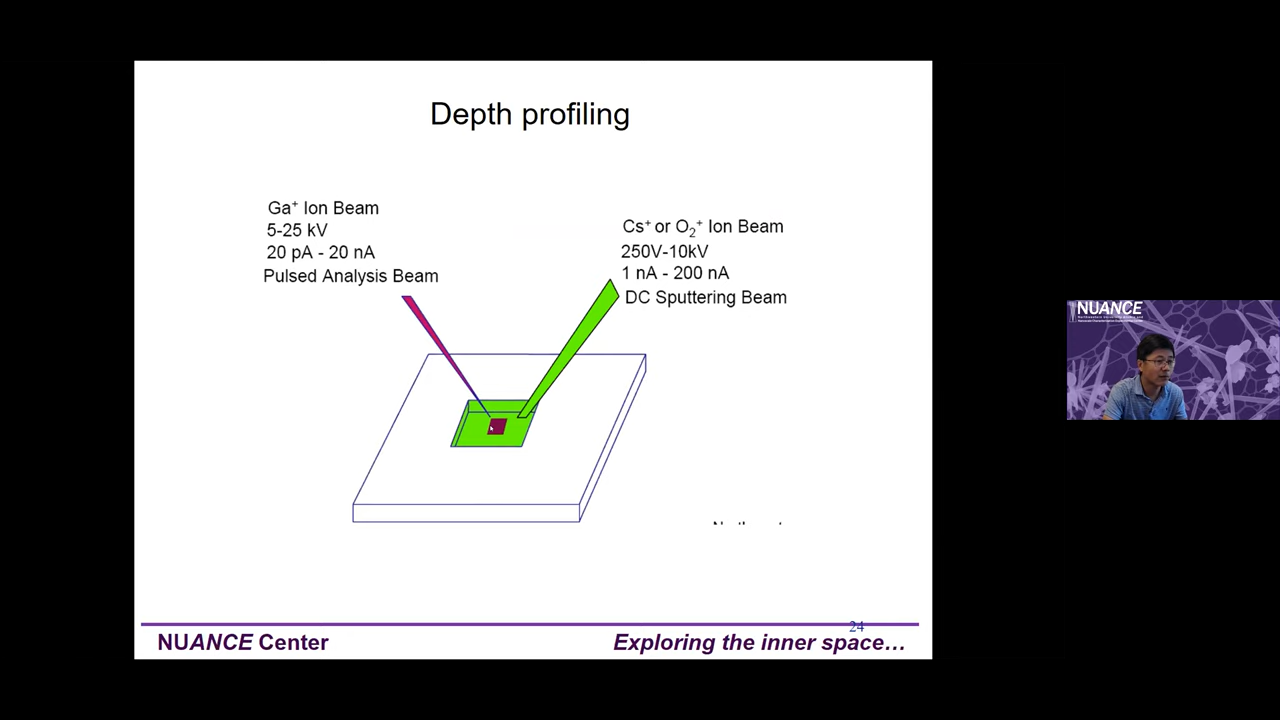 Depth profiling
Ga+ Ion Beam
5-25 kV
20 pA - 20 nA
Pulsed Analysis Beam
Cs+ or O2+ Ion Beam
250V-10kV
1 nA - 200 nA
DC Sputtering Beam
24
NUANCE Center
Exploring the inner space…
NUANCE